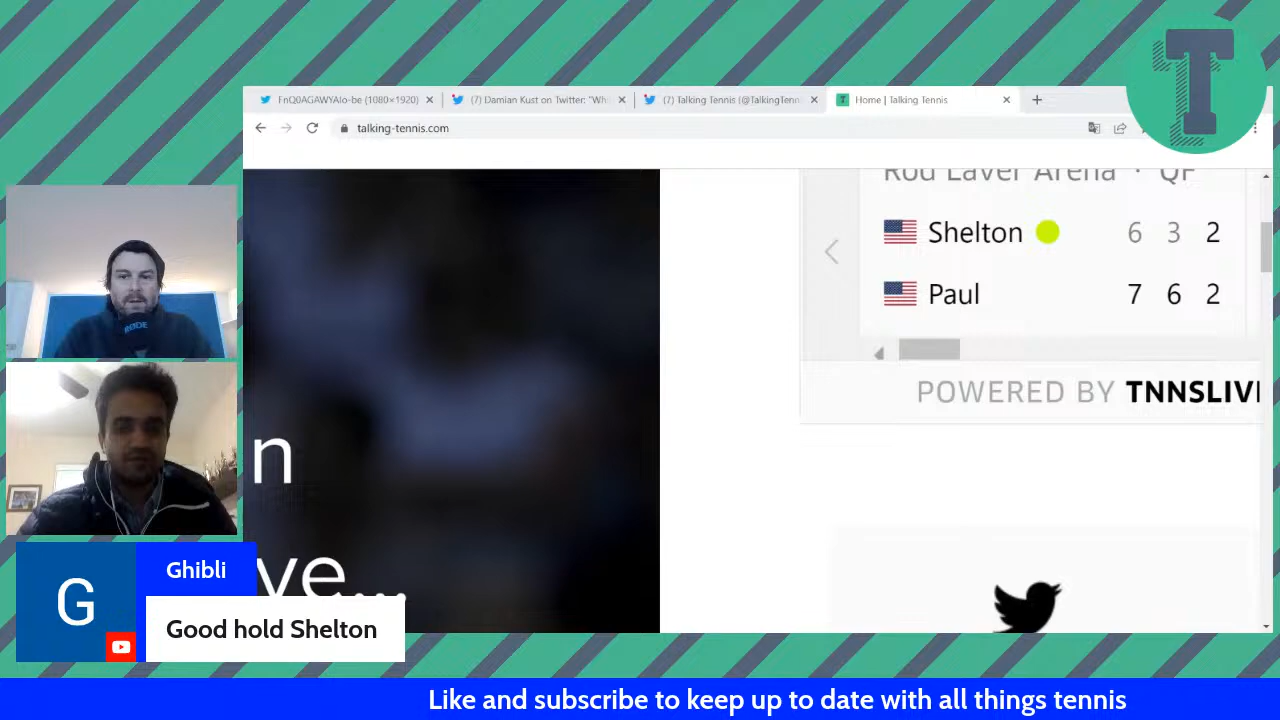 T
FnQ0AGAWYAIo-be (1080×1920)
(7) Damian Kust on Twitter: "Wh
(7) Talking Tennis (@TalkingTenn
T Home | Talking Tennis
talking-tennis.com
Rod Laver Arena · QF
Shelton 6 3 2
Paul 7 6 2
POWERED BY TNNSLIV
n
ve...
RØDE
G
Ghibli
Good hold Shelton
Like and subscribe to keep up to date with all things tennis